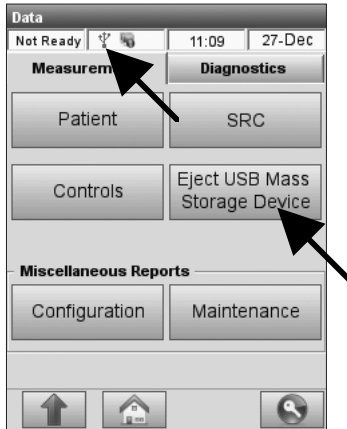 Data
Not Ready 11:09 27-Dec
Diagnostics
Patient SRC
Controls Eject USB Mass
Storage Device
Miscellaneous Reports
Configuration Maintenance